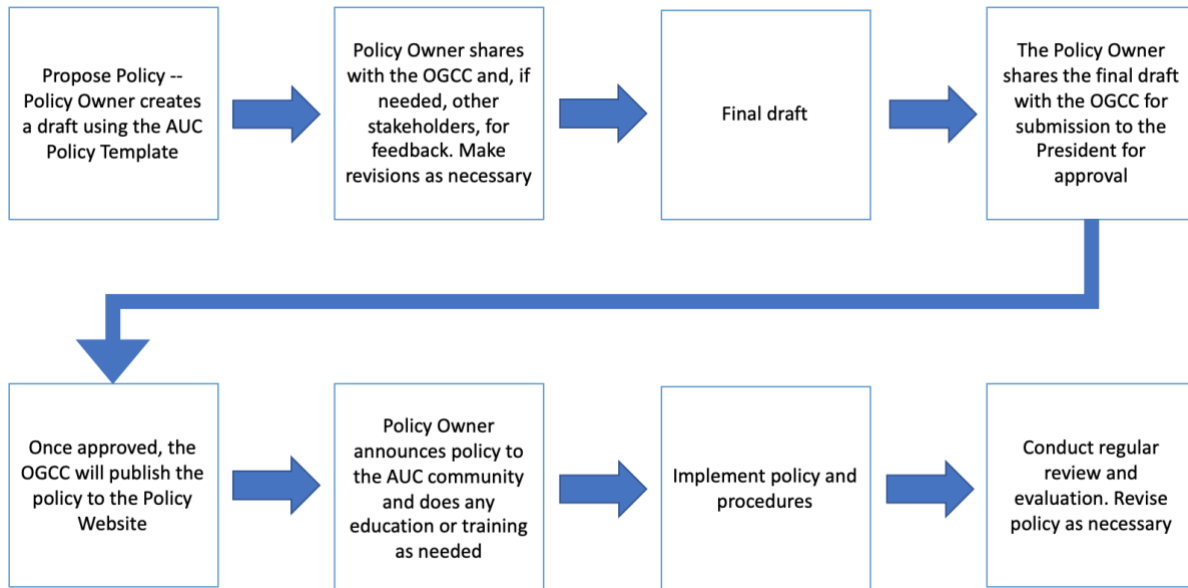 Propose Policy --
Policy Owner creates
a draft using the AUC
Policy Template
Policy Owner shares
with the OGCC and, if
needed, other
stakeholders, for
feedback. Make
revisions as necessary
Final draft
The Policy Owner
shares the final draft
with the OGCC for
submission to the
President for
approval
Once approved, the
OGCC will publish the
policy to the Policy
Website
Policy Owner
announces policy to
the AUC community
and does any
education or training
as needed
Implement policy and
procedures
Conduct regular
review and
evaluation. Revise
policy as necessary